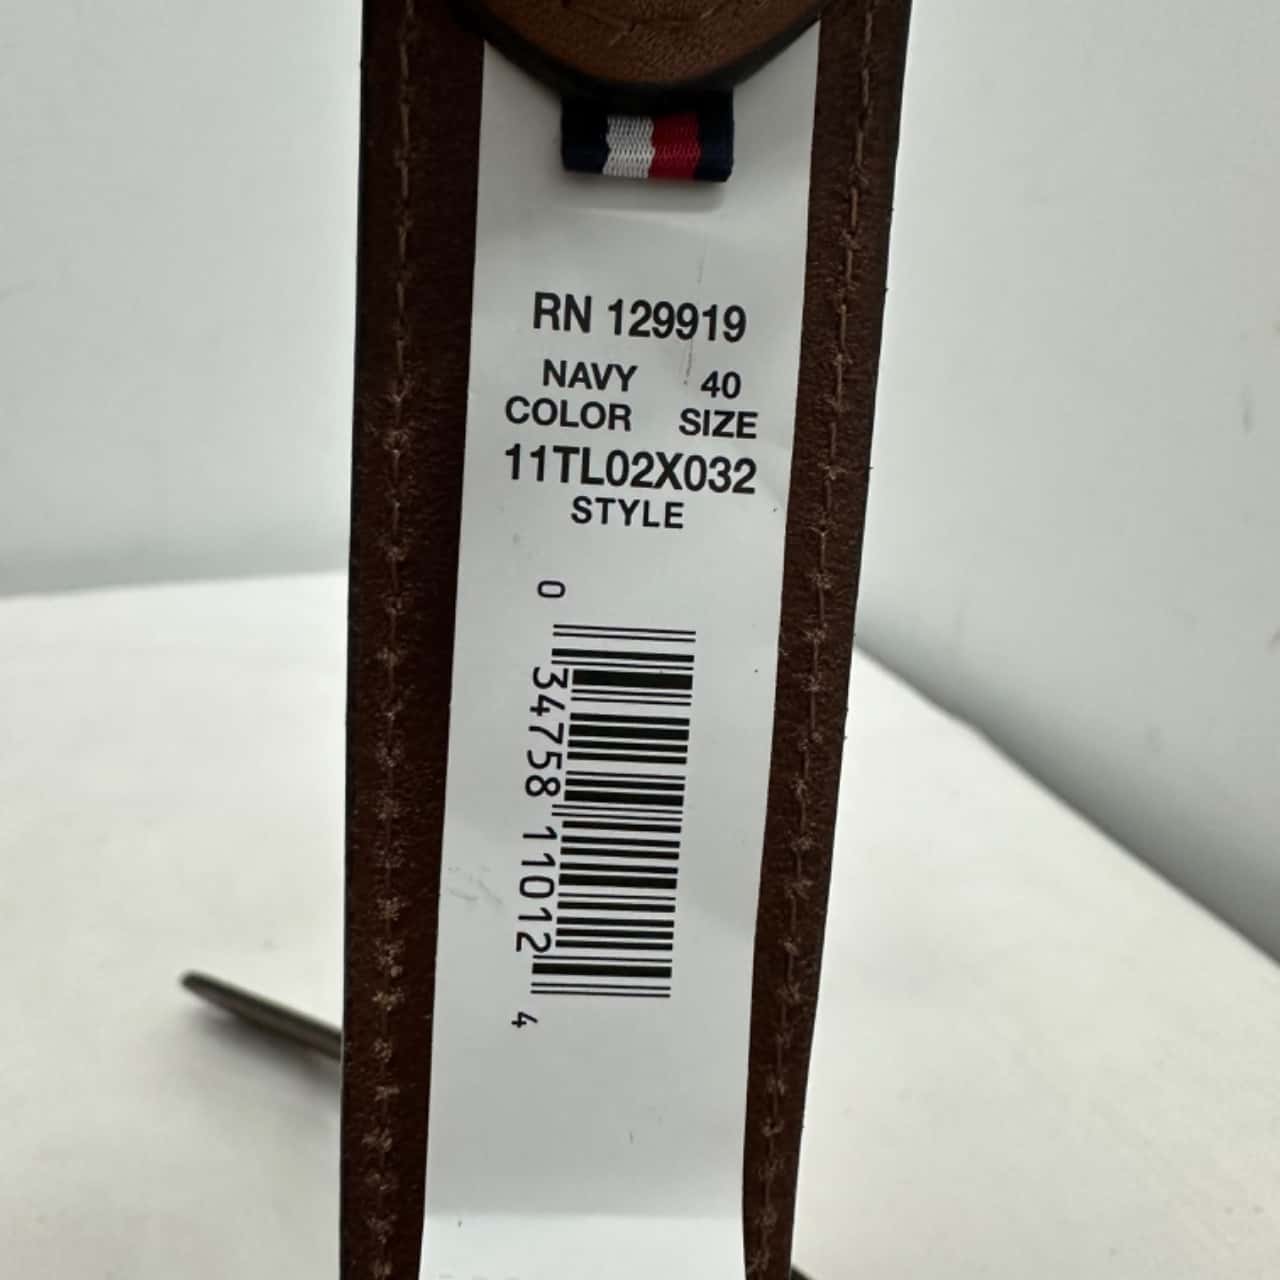 RN 129919
NAVY 40
COLOR SIZE
11TL02X032
STYLE
0 34758 11012 4